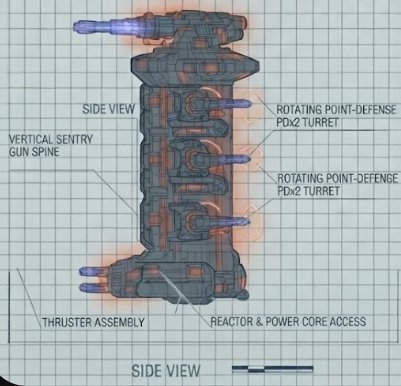 SIDE VIEW
ROTATING POINT-DEFENSE
PDx2 TURRET
VERTICAL SENTRY
GUN SPINE
ROTATING POINT-DEFENGE
PDx2 TURRET
THRUSTER ASSEMBLY
REACTOR & POWER CORE ACCESS
SIDE VIEW